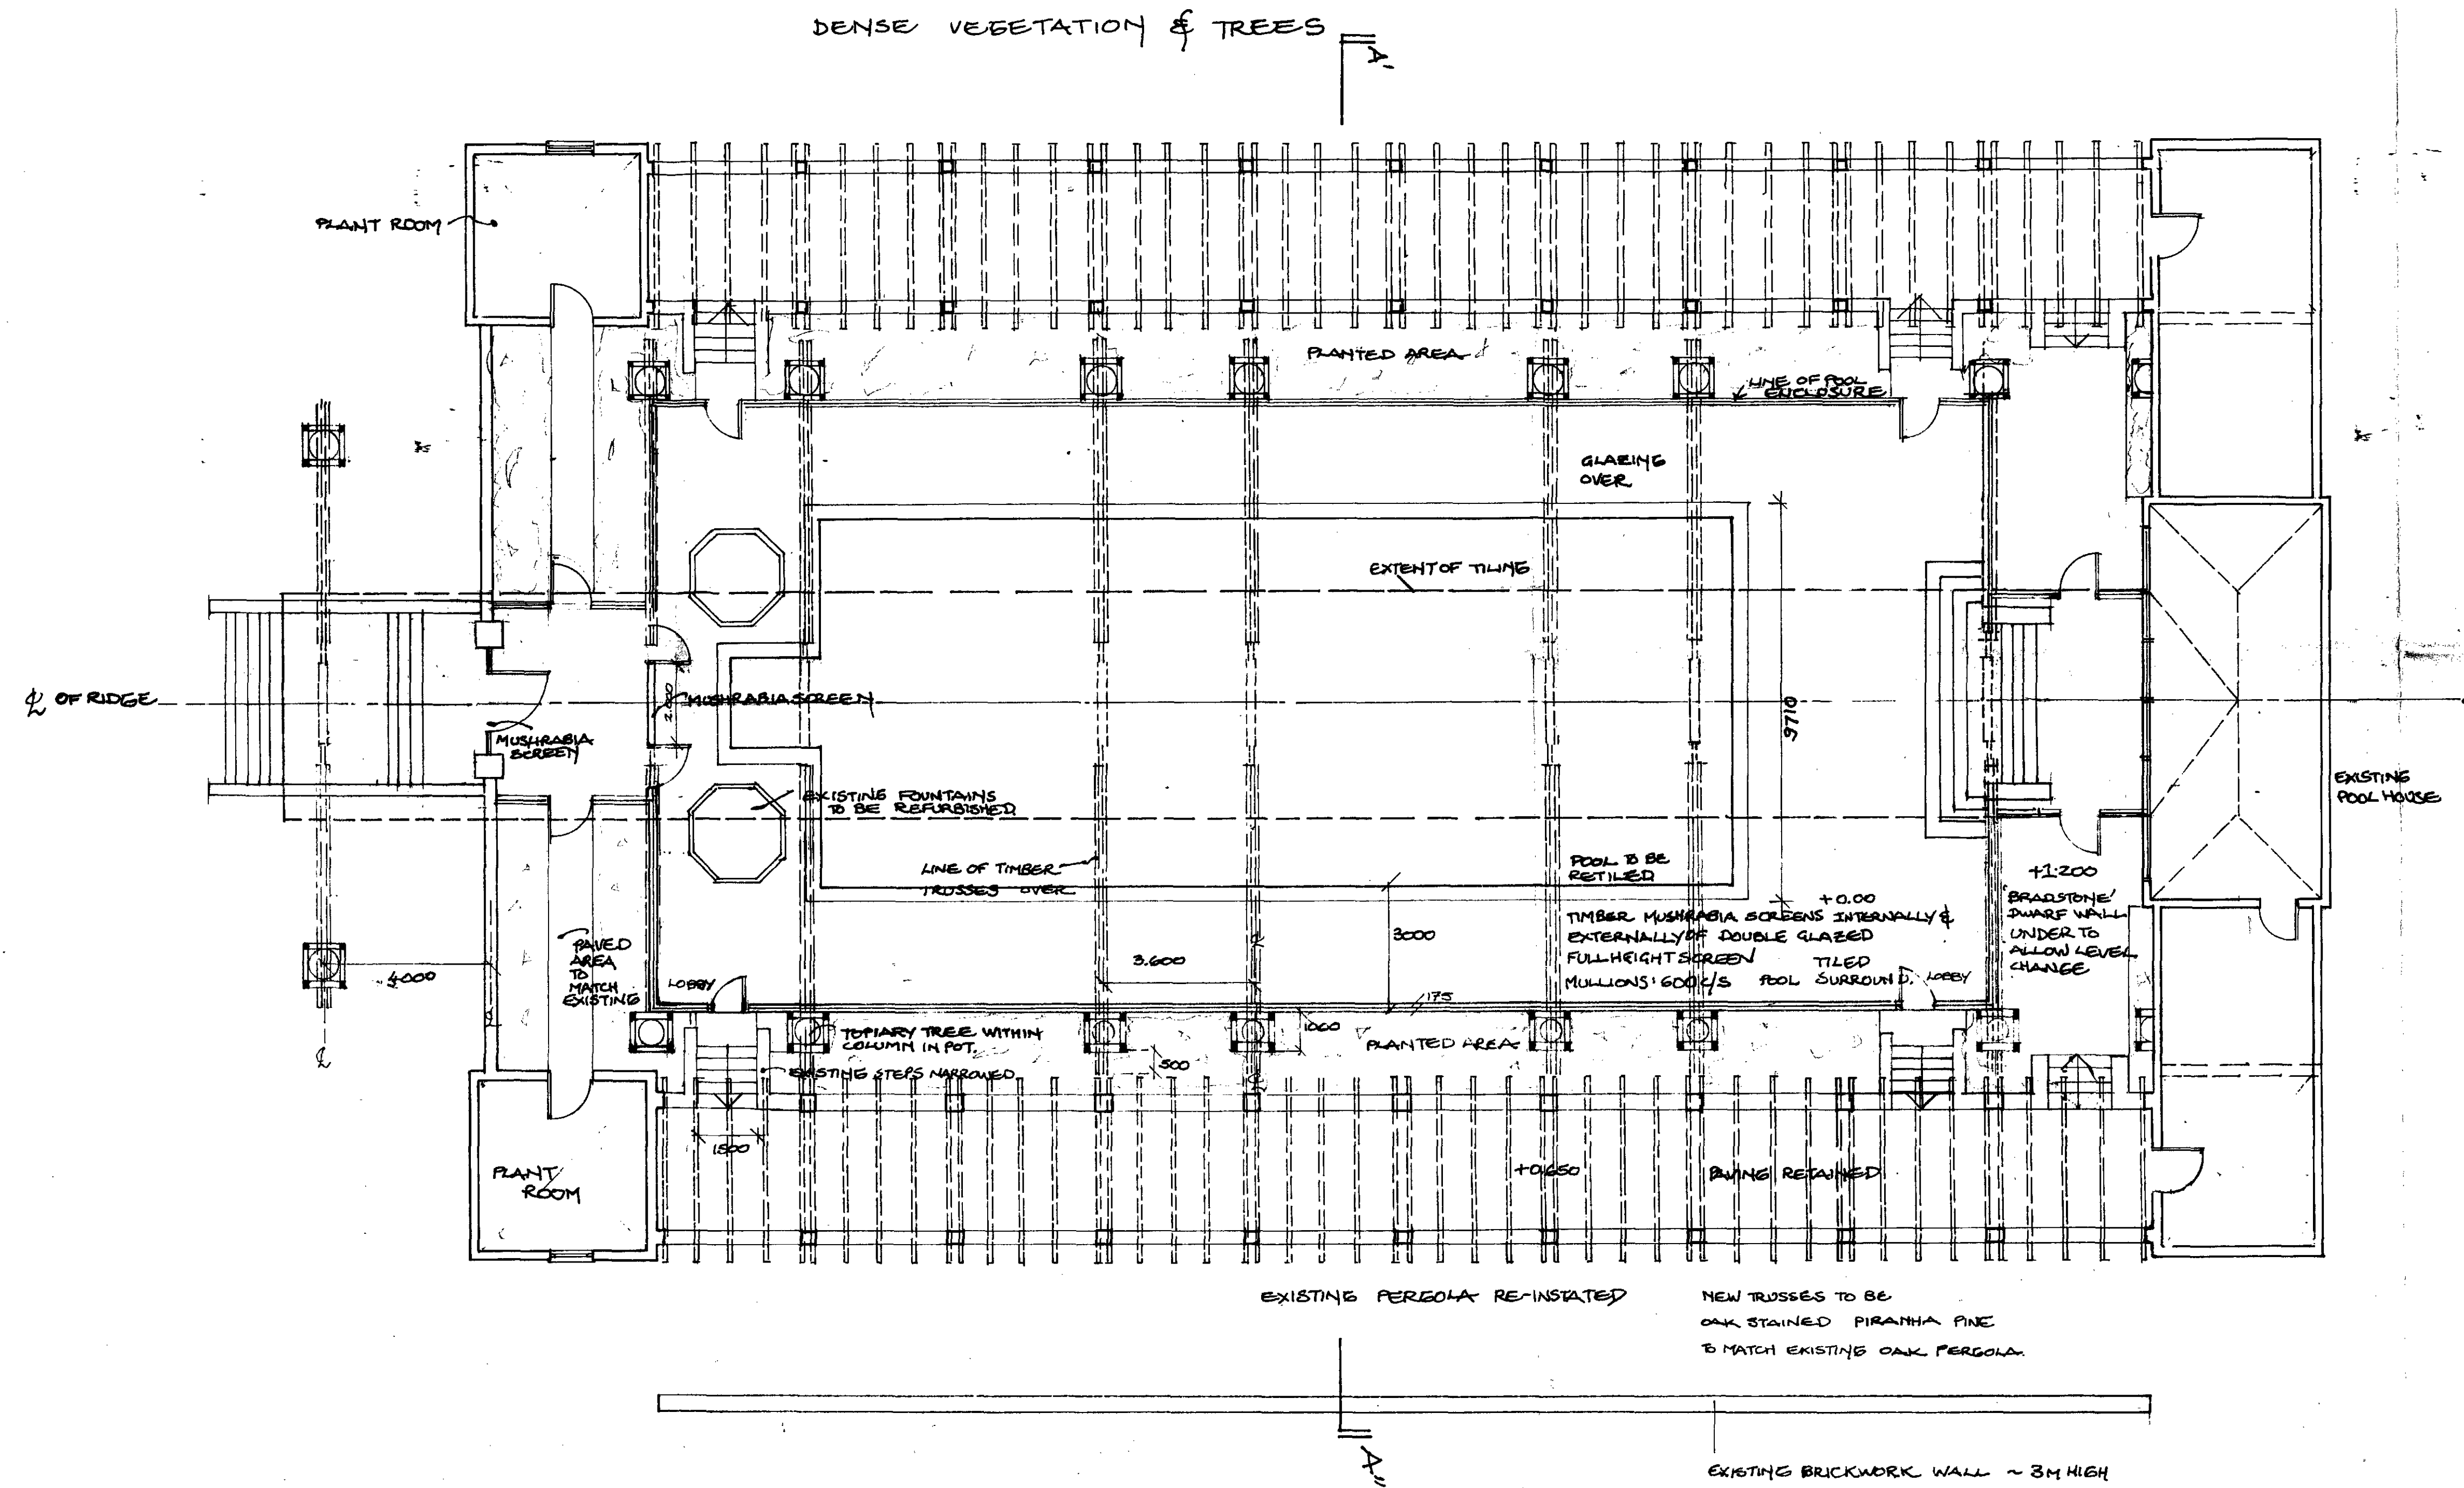 DENSE VEGETATION & TREES
A'
PLANT ROOM
PLANTED AREA
LINE OF POOL
ENCLOSURE
GLAZING
OVER
EXTENT OF TILING
℄ OF RIDGE
MUSHRABIA SCREEN
2.000
MUSHRABIA
SCREEN
9710
EXISTING
POOL HOUSE
EXISTING FOUNTAINS
TO BE REFURBISHED
LINE OF TIMBER
TRUSSES OVER
POOL TO BE
RETILED
+0.00
TIMBER MUSHRABIA SCREENS INTERNALLY &
EXTERNALLY OF DOUBLE GLAZED
FULL HEIGHT SCREEN
MULLIONS: 600 c/s
TILED
POOL SURROUND.
LOBBY
+1.200
'BRADSTONE'
DWARF WALL
UNDER TO
ALLOW LEVEL
CHANGE
PAVED
AREA
TO
MATCH
EXISTING
4000
℄
LOBBY
3.600
3000
175
1000
500
℄
TOPIARY TREE WITHIN
COLUMN IN POT.
EXISTING STEPS NARROWED
PLANTED AREA
1500
PLANT
ROOM
+0.650
PAVING RETAINED
EXISTING PERGOLA RE-INSTATED
NEW TRUSSES TO BE
OAK STAINED PIRANHA PINE
TO MATCH EXISTING OAK PERGOLA.
A"
EXISTING BRICKWORK WALL ~ 3M HIGH